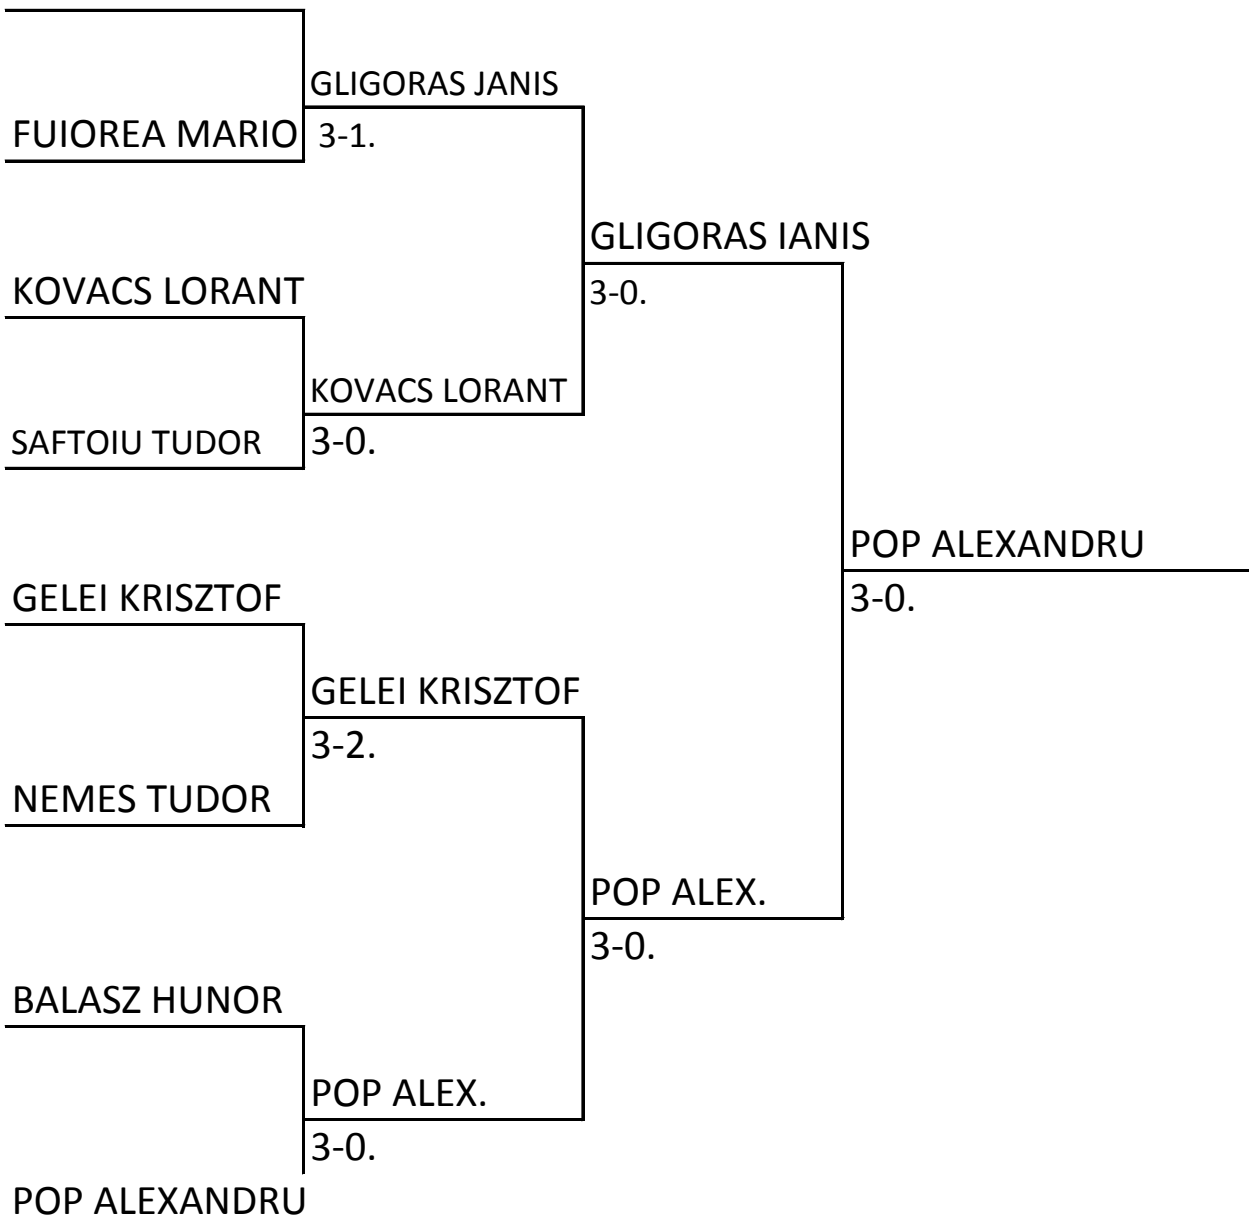 GLIGORAS JANIS
FUIOREA MARIO
3-1.
GLIGORAS IANIS
KOVACS LORANT
3-0.
KOVACS LORANT
SAFTOIU TUDOR
3-0.
POP ALEXANDRU
GELEI KRISZTOF
3-0.
GELEI KRISZTOF
3-2.
NEMES TUDOR
POP ALEX.
3-0.
BALASZ HUNOR
POP ALEX.
3-0.
POP ALEXANDRU